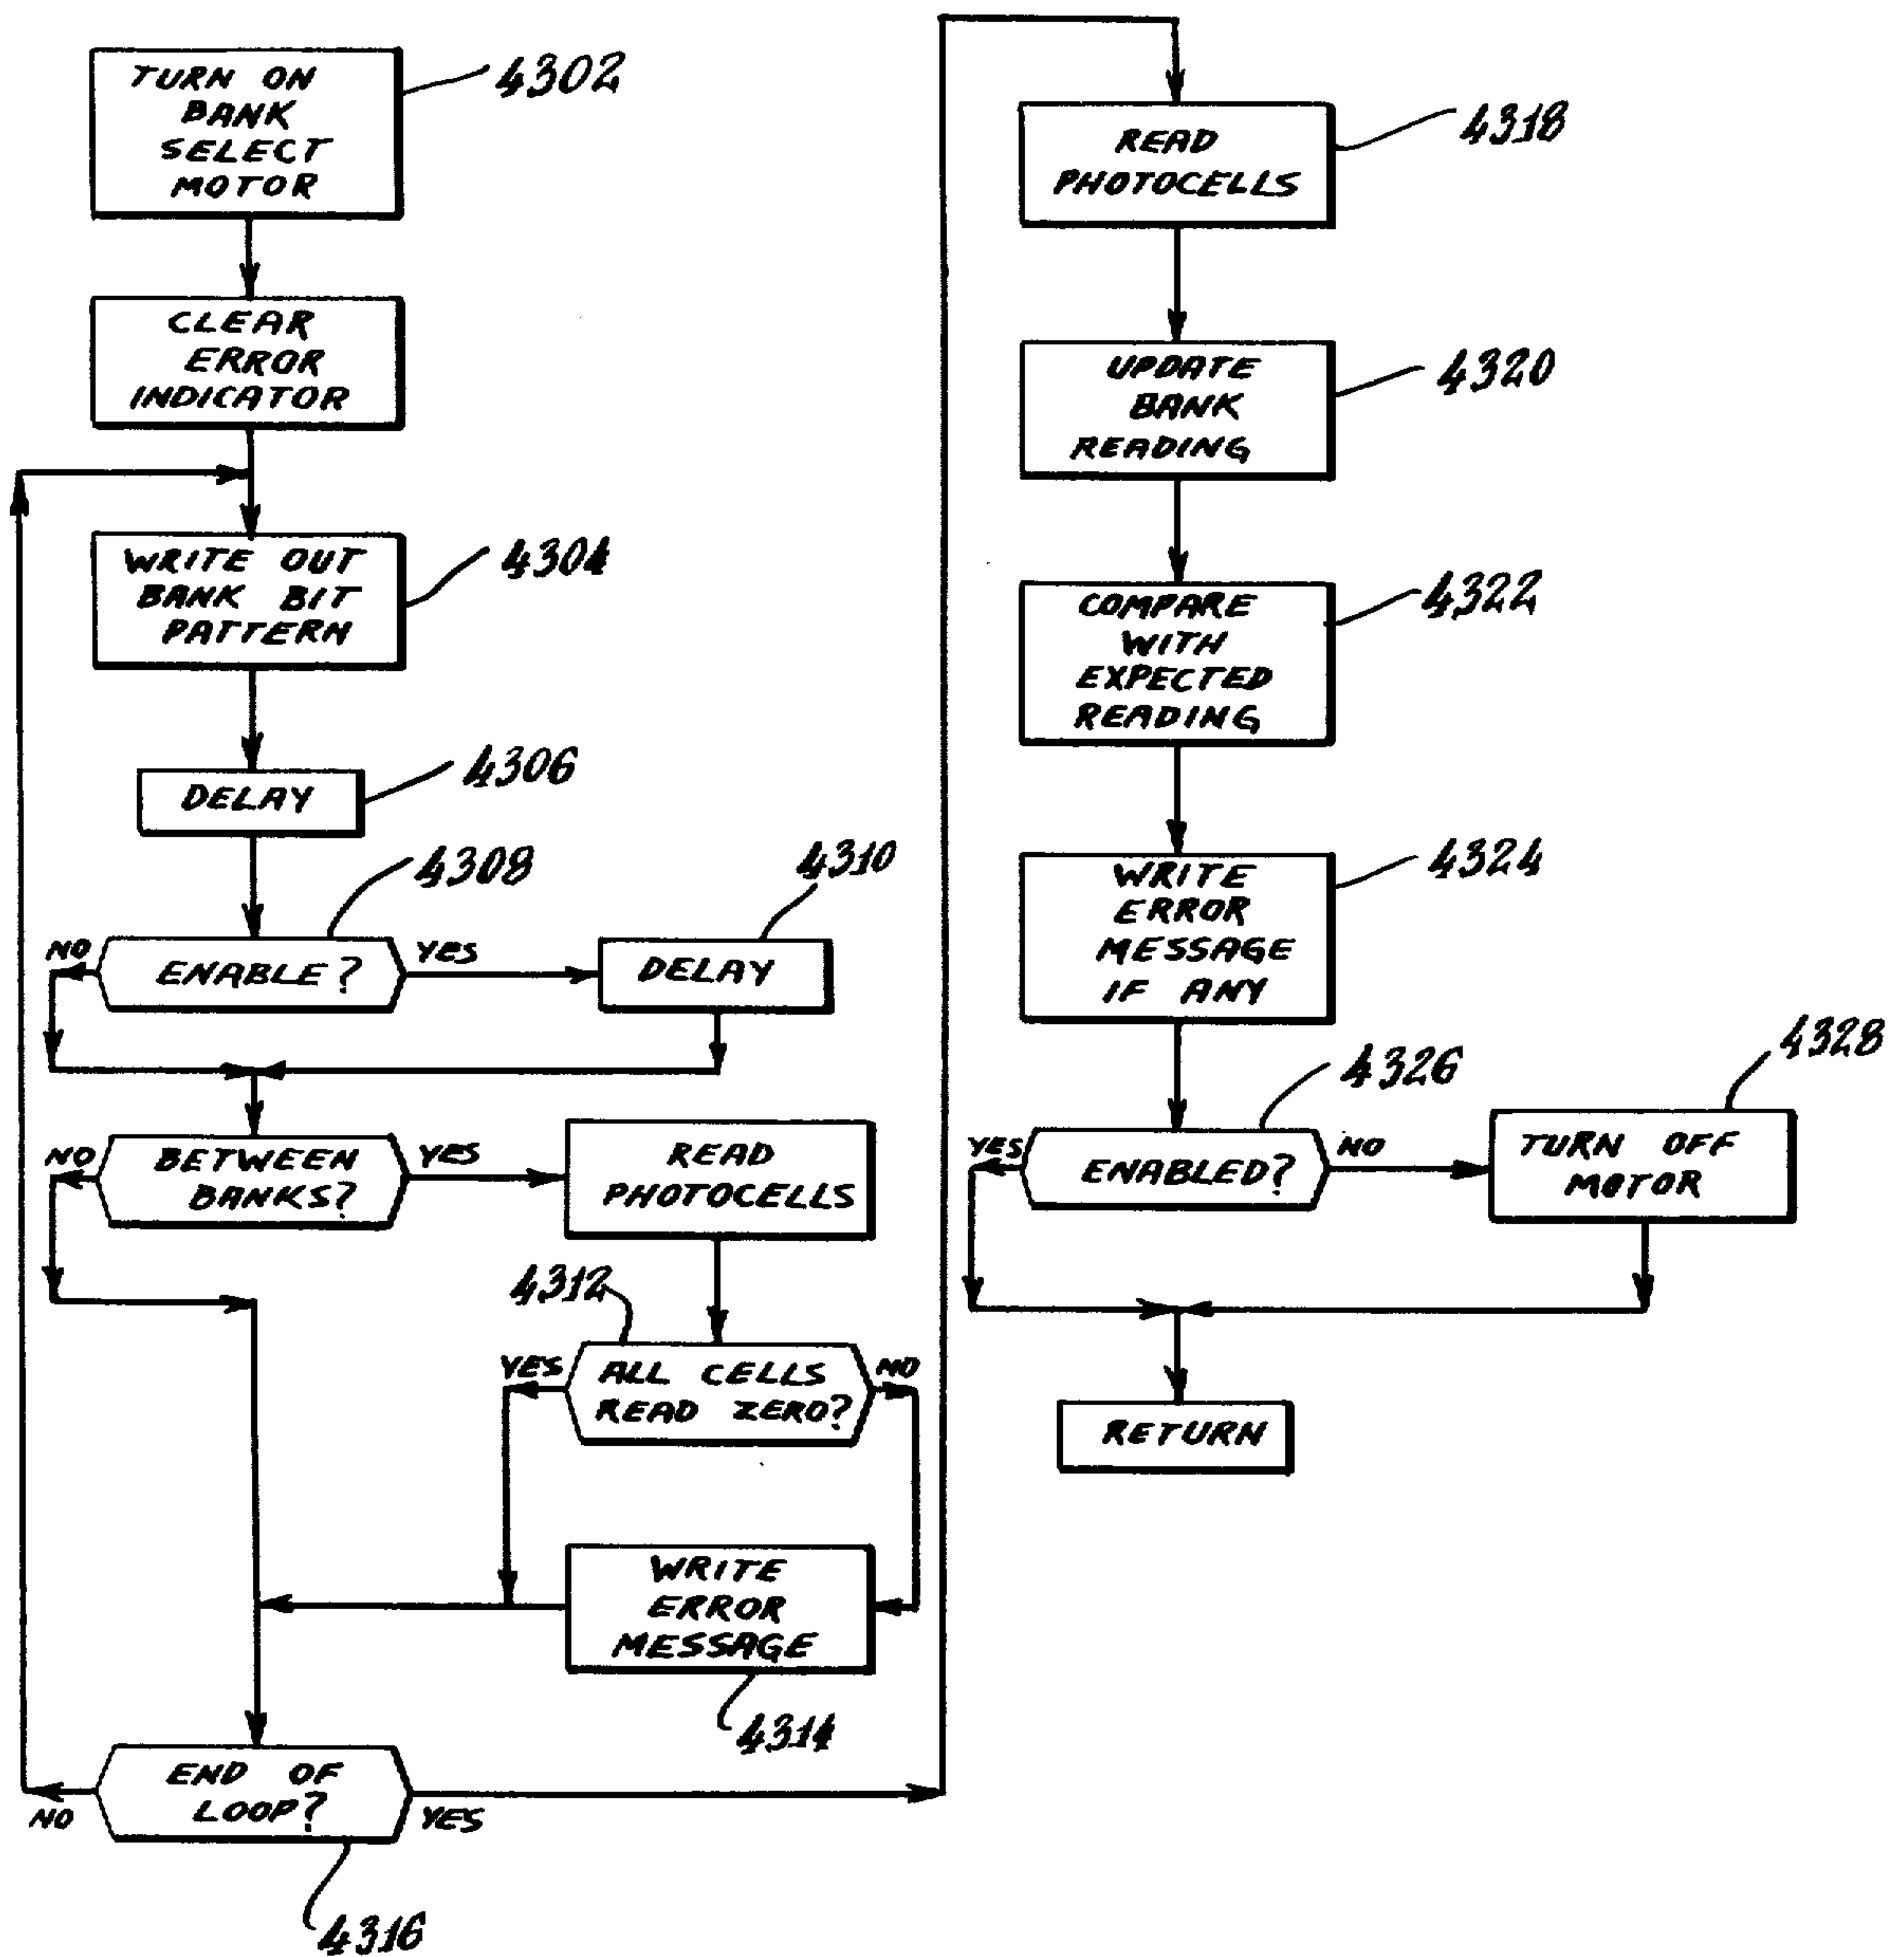 TURN ON
BANK
SELECT
MOTOR
4302
CLEAR
ERROR
INDICATOR
WRITE OUT
BANK BIT
PATTERN
4304
DELAY
4306
4308
NO
ENABLE?
YES
DELAY
4310
NO
BETWEEN
BANKS?
YES
READ
PHOTOCELLS
4312
YES
ALL CELLS
READ ZERO?
NO
WRITE
ERROR
MESSAGE
4314
END OF
LOOP?
NO
YES
4316
READ
PHOTOCELLS
4318
UPDATE
BANK
READING
4320
COMPARE
WITH
EXPECTED
READING
4322
WRITE
ERROR
MESSAGE
IF ANY
4324
4326
YES
ENABLED?
NO
TURN OFF
MOTOR
4328
RETURN